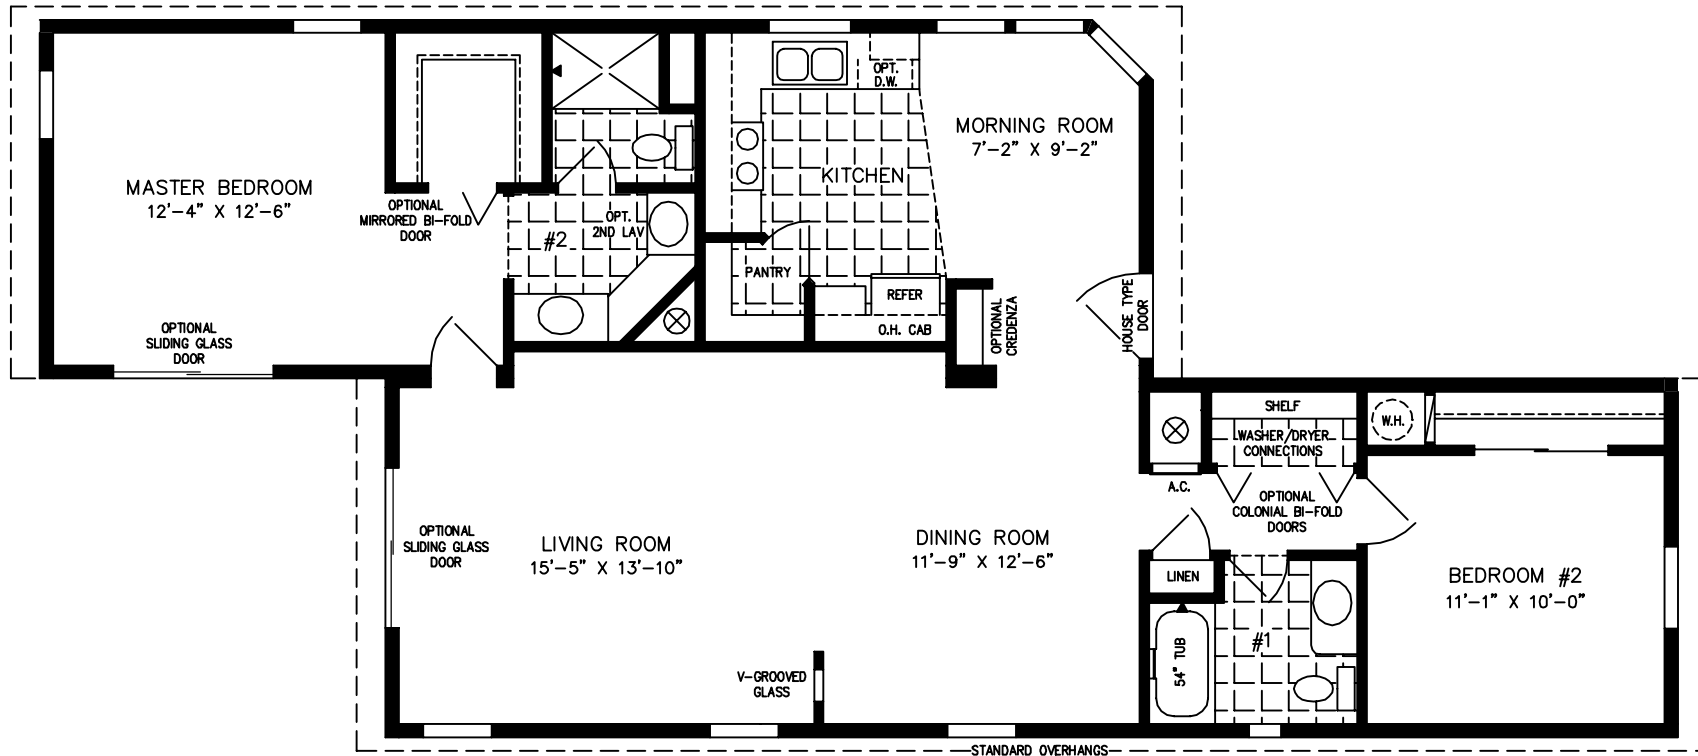 MASTER BEDROOM
12'-4" X 12'-6"
OPTIONAL
MIRRORED BI-FOLD
DOOR
OPTIONAL
SLIDING GLASS
DOOR
#2
OPT.
2ND LAV
OPT.
D.W.
KITCHEN
PANTRY
REFER
O.H. CAB
MORNING ROOM
7'-2" X 9'-2"
OPTIONAL
CREDENZA
HOUSE TYPE
DOOR
OPTIONAL
SLIDING GLASS
DOOR
LIVING ROOM
15'-5" X 13'-10"
V-GROOVED
GLASS
DINING ROOM
11'-9" X 12'-6"
A.C.
SHELF
WASHER/DRYER
CONNECTIONS
OPTIONAL
COLONIAL BI-FOLD
DOORS
W.H.
LINEN
54" TUB
#1
BEDROOM #2
11'-1" X 10'-0"
STANDARD OVERHANGS